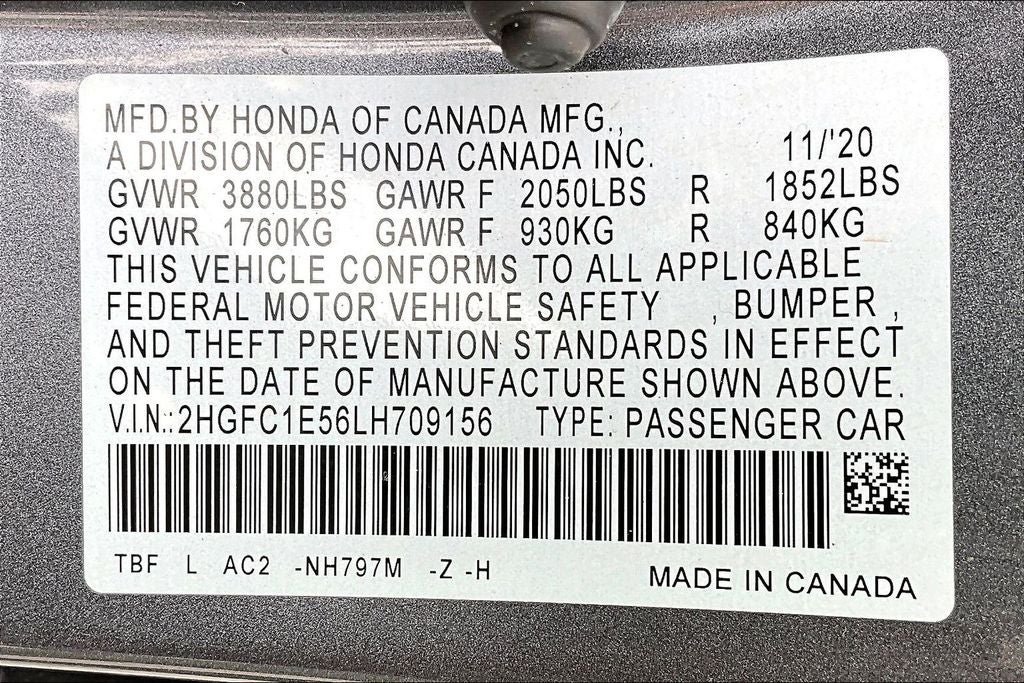 MFD.BY HONDA OF CANADA MFG.,
A DIVISION OF HONDA CANADA INC. 11/'20
GVWR 3880LBS GAWR F 2050LBS R 1852LBS
GVWR 1760KG GAWR F 930KG R 840KG
THIS VEHICLE CONFORMS TO ALL APPLICABLE
FEDERAL MOTOR VEHICLE SAFETY , BUMPER ,
AND THEFT PREVENTION STANDARDS IN EFFECT
ON THE DATE OF MANUFACTURE SHOWN ABOVE.
V.I.N.:2HGFC1E56LH709156 TYPE: PASSENGER CAR
TBF L AC2 -NH797M -Z -H MADE IN CANADA